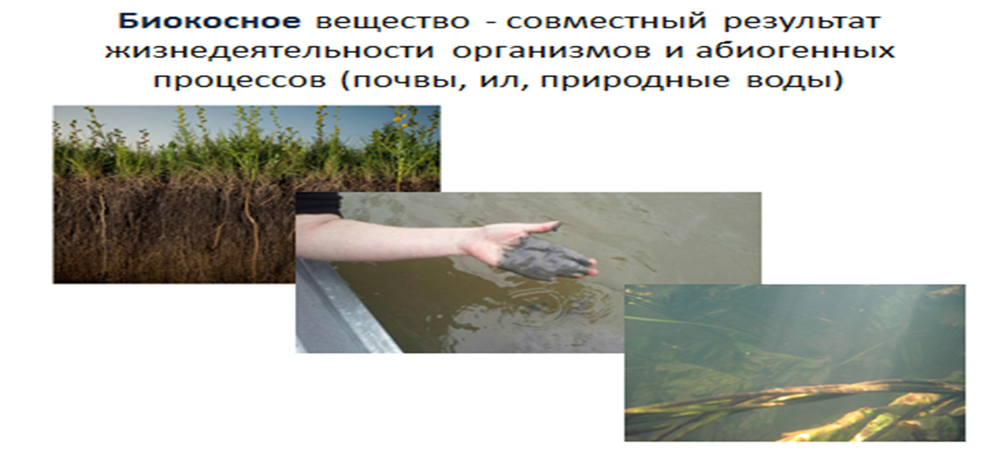 Биокосное вещество - совместный результат
жизнедеятельности организмов и абиогенных
процессов (почвы, ил, природные воды)